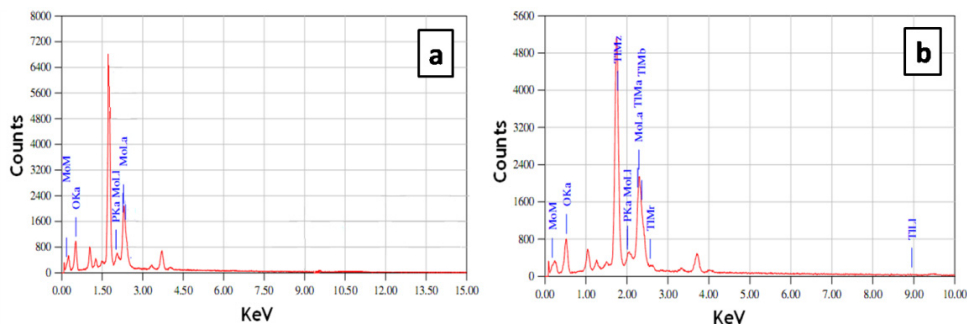 a
Counts
8000
7200
6400
5600
4800
4000
3200
2400
1600
800
0
MoM
OKa
PKa MoLl
MoLa
0.00 1.50 3.00 4.50 6.00 7.50 9.00 10.50 12.00 13.50 15.00
KeV
b
Counts
5600
4800
4000
3200
2400
1600
800
0
MoM
OKa
TlMz
PKa MoLl
MoLa TlMa TlMb
TlMr
TlLl
0.00 1.00 2.00 3.00 4.00 5.00 6.00 7.00 8.00 9.00 10.00
KeV